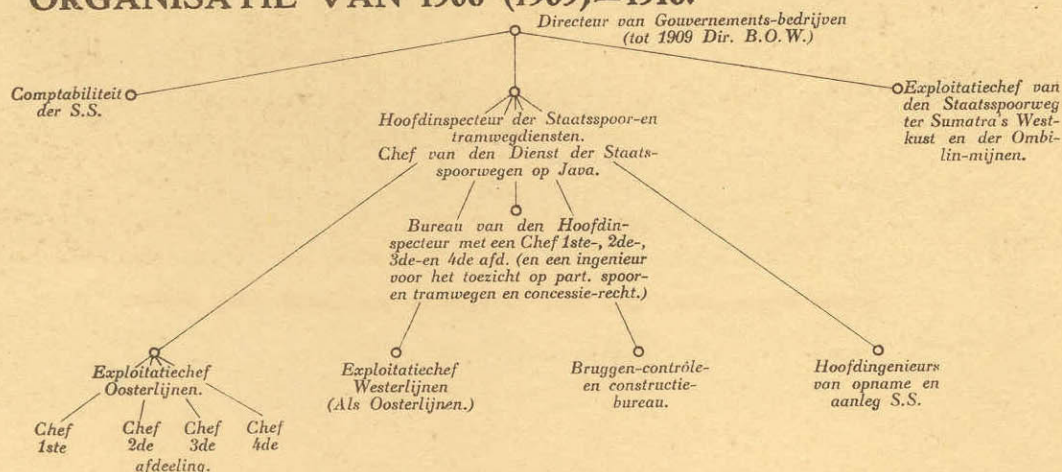 ORGANISATIE VAN 1906 (1909)—1916.
Directeur van Gouvernements-bedrijven
(tot 1909 Dir. B.O.W.)
Comptabiliteit
der S.S.
Hoofdinspecteur der Staatsspoor-en
tramwegdiensten.
Chef van den Dienst der Staats-
spoorwegen op Java.
Exploitatiechef van
den Staatsspoorweg
ter Sumatra's West-
kust en der Ombi-
lin-mijnen.
Bureau van den Hoofdin-
specteur met een Chef 1ste-, 2de-,
3de-en 4de afd. (en een ingenieur
voor het toezicht op part. spoor-
en tramwegen en concessie-recht.)
Exploitatiechef
Oosterlijnen.
Chef
1ste
Chef
2de
Chef
3de
Chef
4de
afdeeling.
Exploitatiechef
Westerlijnen
(Als Oosterlijnen.)
Bruggen-contrôle-
en constructie-
bureau.
Hoofdingenieurs
van opname en
aanleg S.S.